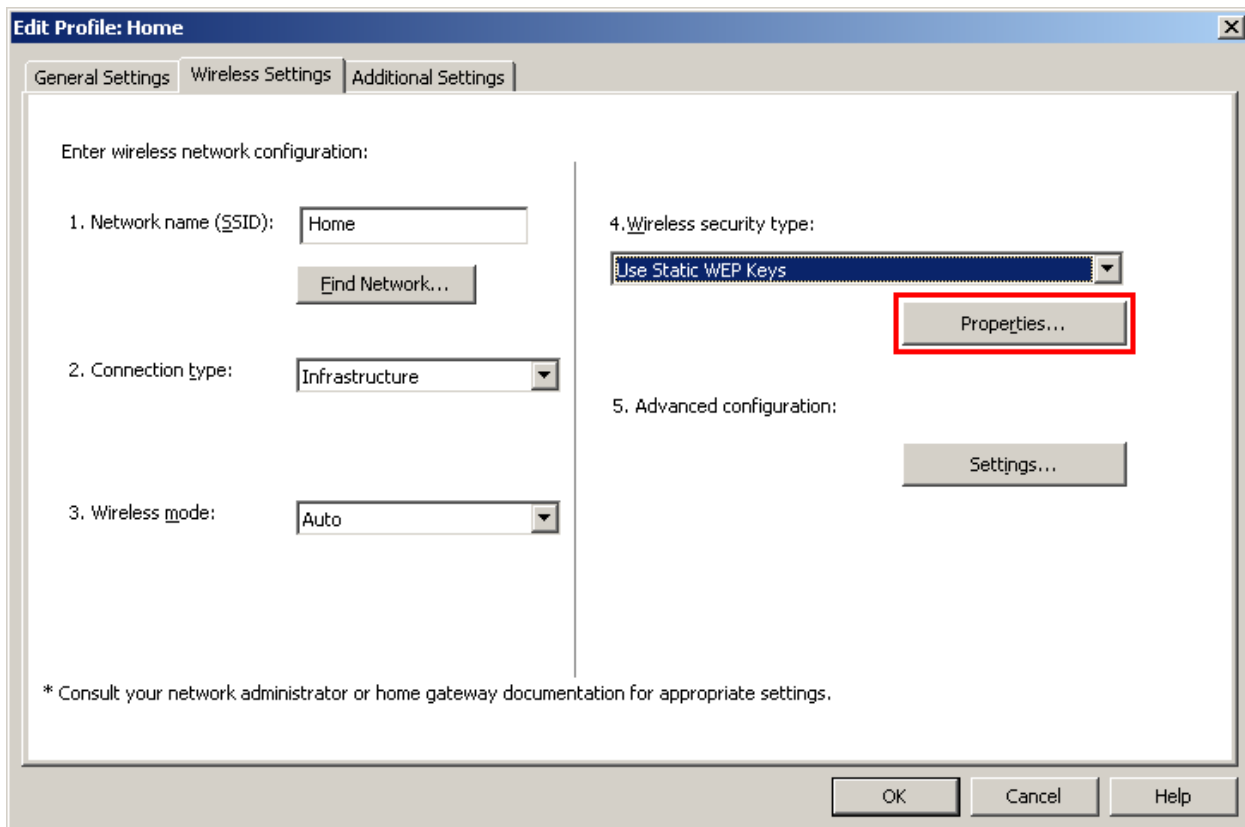 Edit Profile: Home
General Settings
Wireless Settings
Additional Settings
Enter wireless network configuration:
1. Network name (SSID):
Home
Find Network...
2. Connection type:
Infrastructure
3. Wireless mode:
Auto
4.Wireless security type:
Use Static WEP Keys
Properties...
5. Advanced configuration:
Settings...
* Consult your network administrator or home gateway documentation for appropriate settings.
OK
Cancel
Help